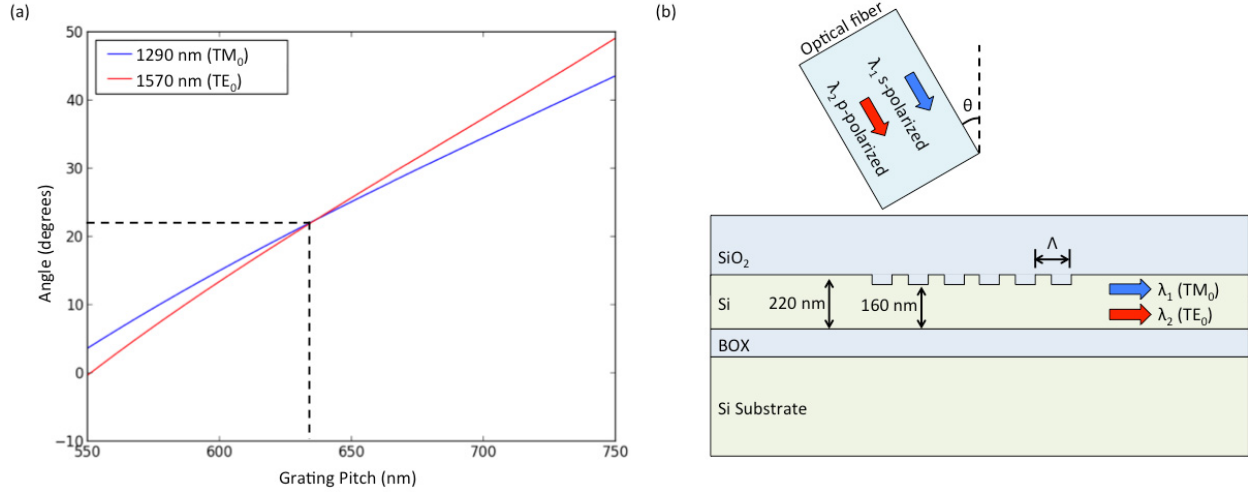 (a)
50
40
30
20
10
0
−10
550
600
650
700
750
Angle (degrees)
Grating Pitch (nm)
1290 nm (TM₀)
1570 nm (TE₀)
(b)
Optical fiber
λ₁ s-polarized
λ₂ p-polarized
θ
SiO₂
Λ
Si
220 nm
160 nm
λ₁ (TM₀)
λ₂ (TE₀)
BOX
Si Substrate